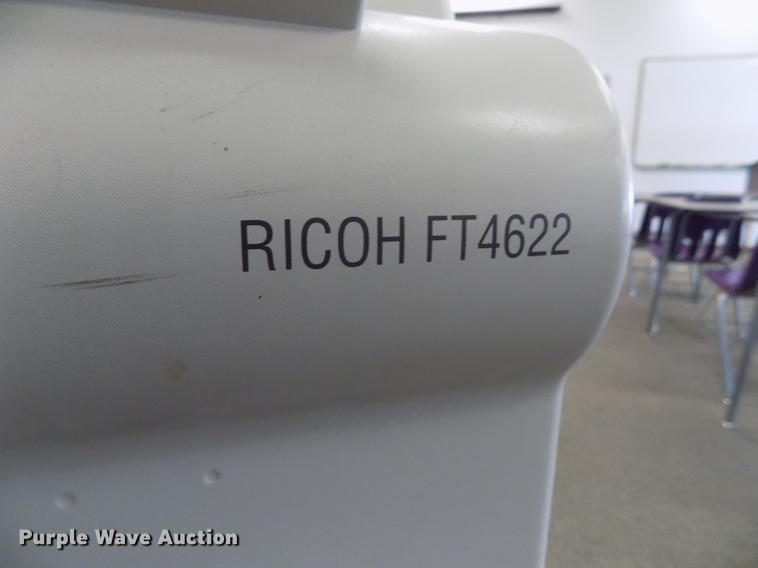 RICOH FT4622
Purple Wave Auction